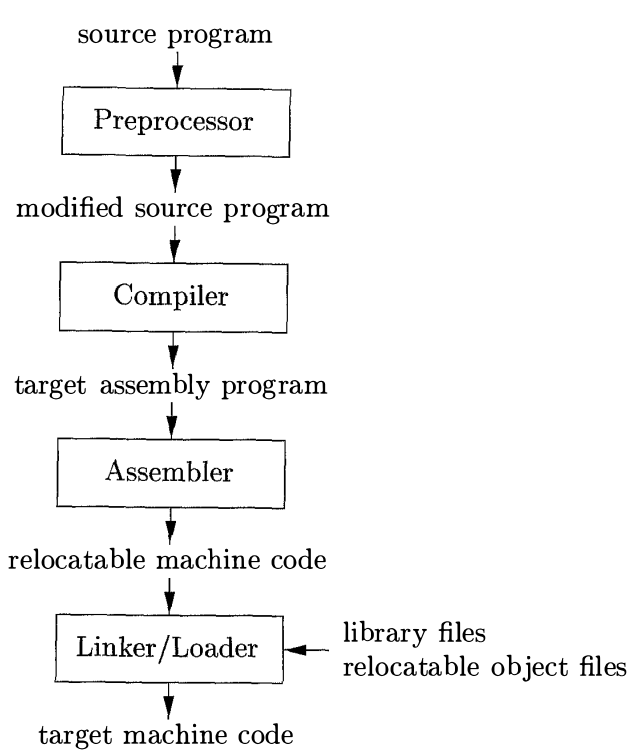 source program
Preprocessor
modified source program
Compiler
target assembly program
Assembler
relocatable machine code
Linker/Loader
library files
relocatable object files
target machine code